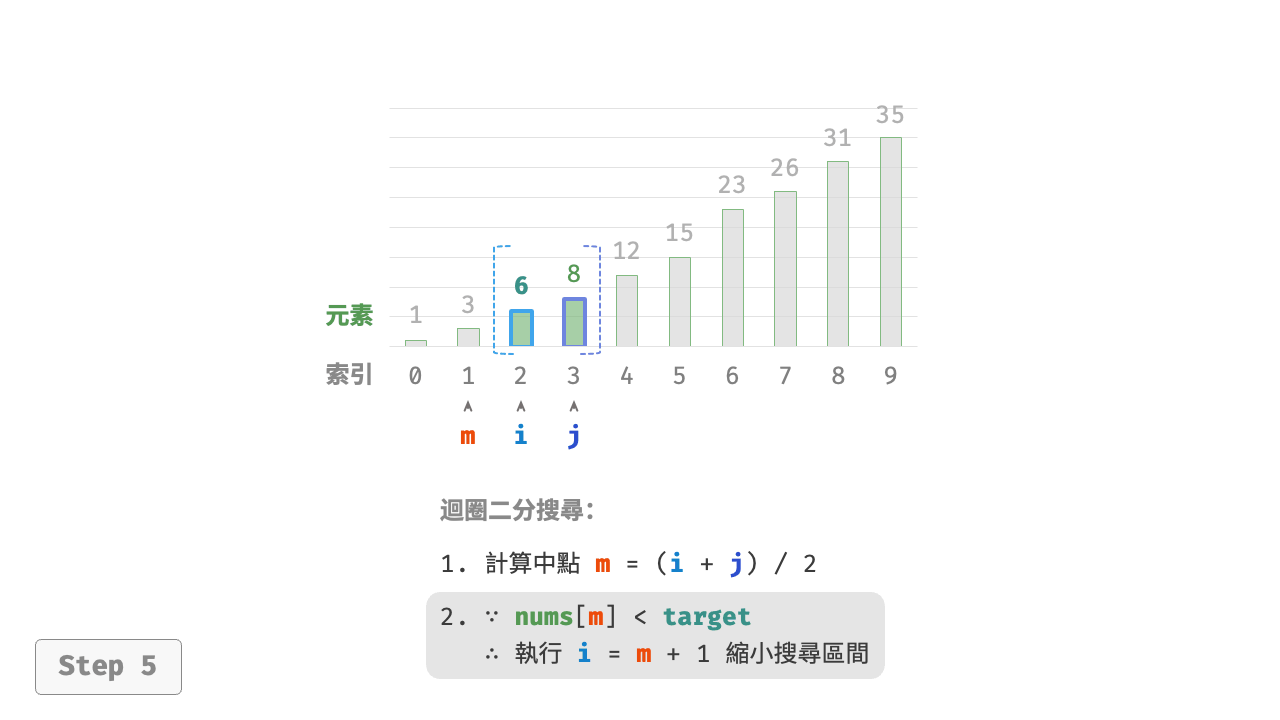 35
31
26
23
15
12
8
6
3
1
元素
索引 0 1 2 3 4 5 6 7 8 9
m i j
迴圈二分搜尋：
1. 計算中點 m = (i + j) / 2
2. ∵ nums[m] < target
∴ 執行 i = m + 1 縮小搜尋區間
Step 5